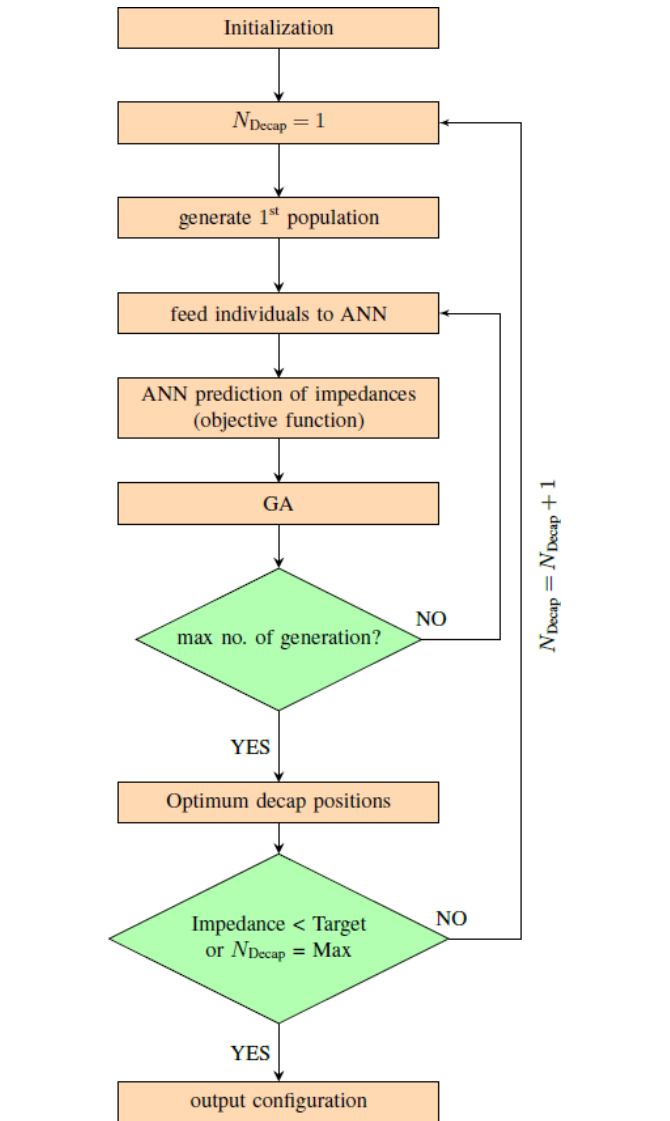 Initialization
N_Decap = 1
generate 1st population
feed individuals to ANN
ANN prediction of impedances
(objective function)
GA
max no. of generation?
NO
YES
N_Decap = N_Decap + 1
Optimum decap positions
Impedance < Target
or N_Decap = Max
NO
YES
output configuration